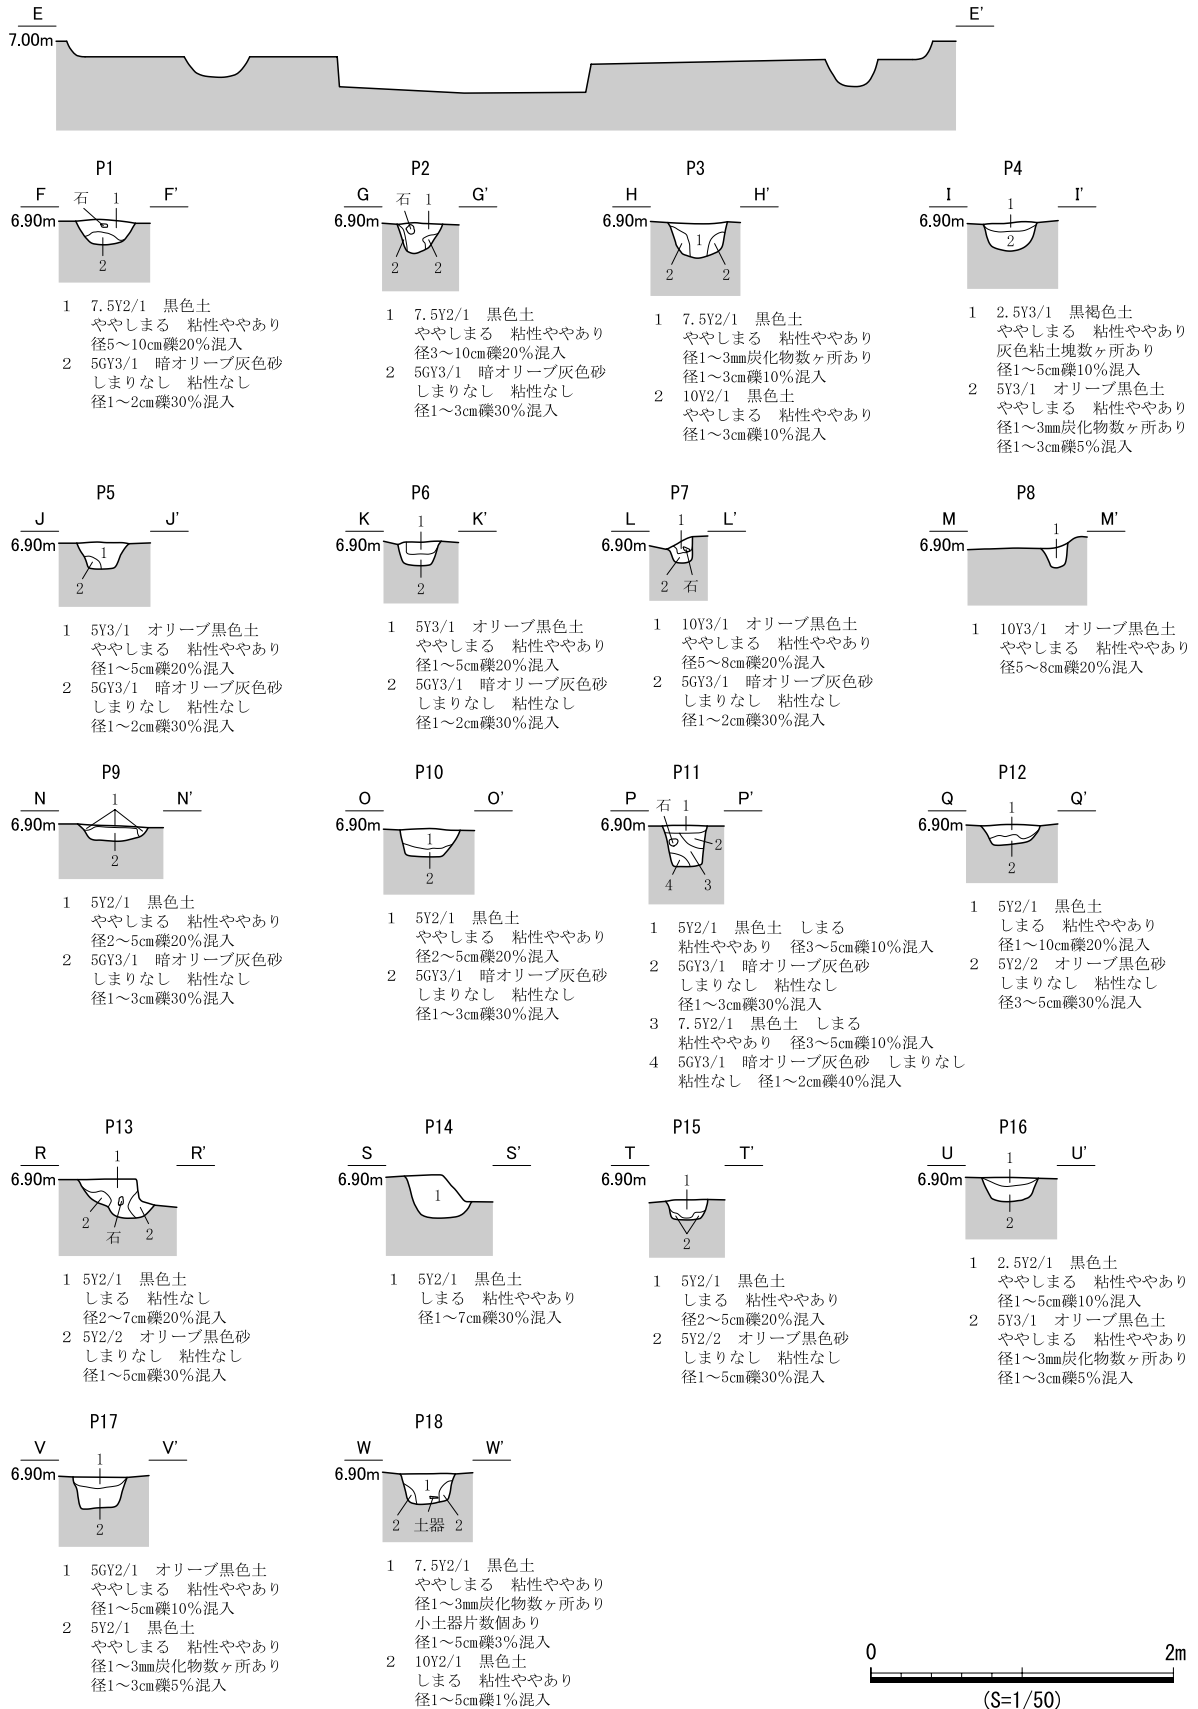 E E'
7.00m
P1
F F'
6.90m
石 1
2
1 7.5Y2/1 黒色土
ややしまる 粘性ややあり
径5～10cm礫20%混入
2 5GY3/1 暗オリーブ灰色砂
しまりなし 粘性なし
径1～2cm礫30%混入
P2
G G'
6.90m
石 1
2 2
1 7.5Y2/1 黒色土
ややしまる 粘性ややあり
径3～10cm礫20%混入
2 5GY3/1 暗オリーブ灰色砂
しまりなし 粘性なし
径1～3cm礫30%混入
P3
H H'
6.90m
1
2 2
1 7.5Y2/1 黒色土
ややしまる 粘性ややあり
径1～3mm炭化物数ヶ所あり
径1～3cm礫10%混入
2 10Y2/1 黒色土
ややしまる 粘性ややあり
径1～3cm礫10%混入
P4
I I'
6.90m
1
2
1 2.5Y3/1 黒褐色土
ややしまる 粘性ややあり
灰色粘土塊数ヶ所あり
径1～5cm礫10%混入
2 5Y3/1 オリーブ黒色土
ややしまる 粘性ややあり
径1～3mm炭化物数ヶ所あり
径1～3cm礫5%混入
P5
J J'
6.90m
1
2
1 5Y3/1 オリーブ黒色土
ややしまる 粘性ややあり
径1～5cm礫20%混入
2 5GY3/1 暗オリーブ灰色砂
しまりなし 粘性なし
径1～2cm礫30%混入
P6
K K'
6.90m
1
2
1 5Y3/1 オリーブ黒色土
ややしまる 粘性ややあり
径1～5cm礫20%混入
2 5GY3/1 暗オリーブ灰色砂
しまりなし 粘性なし
径1～2cm礫30%混入
P7
L L'
6.90m
1
2 石
1 10Y3/1 オリーブ黒色土
ややしまる 粘性ややあり
径5～8cm礫20%混入
2 5GY3/1 暗オリーブ灰色砂
しまりなし 粘性なし
径1～2cm礫30%混入
P8
M M'
6.90m
1
1 10Y3/1 オリーブ黒色土
ややしまる 粘性ややあり
径5～8cm礫20%混入
P9
N N'
6.90m
1
2
1 5Y2/1 黒色土
ややしまる 粘性ややあり
径2～5cm礫20%混入
2 5GY3/1 暗オリーブ灰色砂
しまりなし 粘性なし
径1～3cm礫30%混入
P10
O O'
6.90m
1
2
1 5Y2/1 黒色土
ややしまる 粘性ややあり
径2～5cm礫20%混入
2 5GY3/1 暗オリーブ灰色砂
しまりなし 粘性なし
径1～3cm礫30%混入
P11
P P'
6.90m
石 1
2
4 3
1 5Y2/1 黒色土 しまる
粘性ややあり 径3～5cm礫10%混入
2 5GY3/1 暗オリーブ灰色砂
しまりなし 粘性なし
径1～3cm礫30%混入
3 7.5Y2/1 黒色土 しまる
粘性ややあり 径3～5cm礫10%混入
4 5GY3/1 暗オリーブ灰色砂 しまりなし
粘性なし 径1～2cm礫40%混入
P12
Q Q'
6.90m
1
2
1 5Y2/1 黒色土
しまる 粘性ややあり
径1～10cm礫20%混入
2 5Y2/2 オリーブ黒色砂
しまりなし 粘性なし
径3～5cm礫30%混入
P13
R R'
6.90m
1
2 石 2
1 5Y2/1 黒色土
しまる 粘性なし
径2～7cm礫20%混入
2 5Y2/2 オリーブ黒色砂
しまりなし 粘性なし
径1～5cm礫30%混入
P14
S S'
6.90m
1
1 5Y2/1 黒色土
しまる 粘性ややあり
径1～7cm礫30%混入
P15
T T'
6.90m
1
2
1 5Y2/1 黒色土
しまる 粘性ややあり
径2～5cm礫20%混入
2 5Y2/2 オリーブ黒色砂
しまりなし 粘性なし
径1～5cm礫30%混入
P16
U U'
6.90m
1
2
1 2.5Y2/1 黒色土
ややしまる 粘性ややあり
径1～5cm礫10%混入
2 5Y3/1 オリーブ黒色土
ややしまる 粘性ややあり
径1～3mm炭化物数ヶ所あり
径1～3cm礫5%混入
P17
V V'
6.90m
1
2
1 5GY2/1 オリーブ黒色土
ややしまる 粘性ややあり
径1～5cm礫10%混入
2 5Y2/1 黒色土
ややしまる 粘性ややあり
径1～3mm炭化物数ヶ所あり
径1～3cm礫5%混入
P18
W W'
6.90m
1
2 土器 2
1 7.5Y2/1 黒色土
ややしまる 粘性ややあり
径1～3mm炭化物数ヶ所あり
小土器片数個あり
径1～5cm礫3%混入
2 10Y2/1 黒色土
しまる 粘性ややあり
径1～5cm礫1%混入
0 2m
(S=1/50)